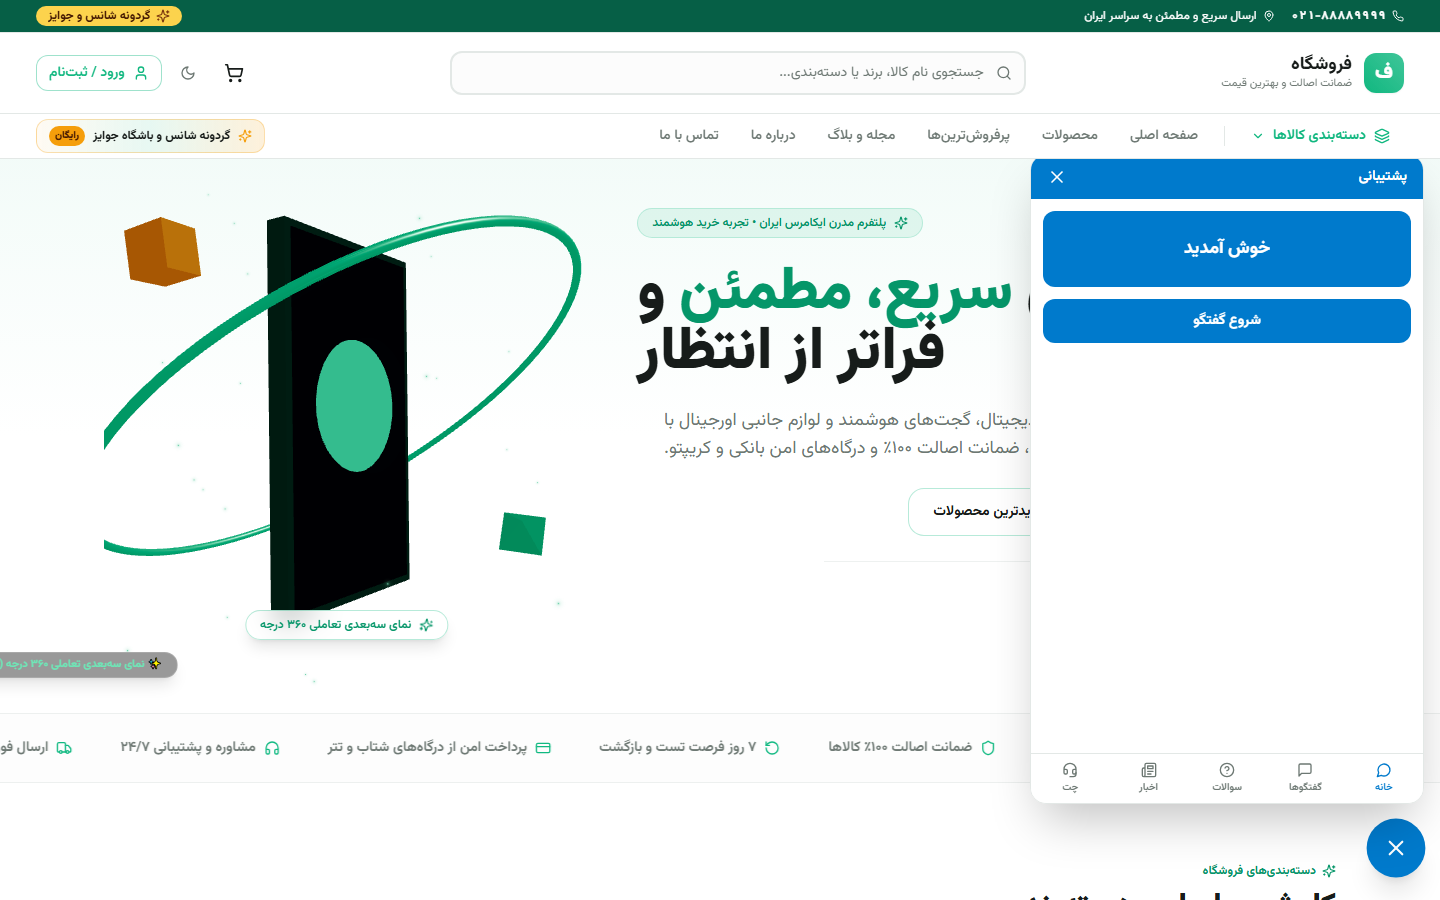 ۰۲۱-۸۸۸۸۹۹۹۹
ارسال سریع و مطمئن به سراسر ایران
گردونه شانس و جوایز
ف
فروشگاه
ضمانت اصالت و بهترین قیمت
جستجوی نام کالا، برند یا دسته‌بندی...
ورود / ثبت‌نام
دسته‌بندی کالاها
صفحه اصلی
محصولات
پرفروش‌ترین‌ها
مجله و بلاگ
درباره ما
تماس با ما
گردونه شانس و باشگاه جوایز
رایگان
پشتیبانی
خوش آمدید
شروع گفتگو
خانه
گفتگوها
سوالات
اخبار
چت
پلتفرم مدرن ایکامرس ایران • تجربه خرید هوشمند
سریع، مطمئن و
فراتر از انتظار
گجت‌های هوشمند و لوازم جانبی اورجینال با
، ضمانت اصالت ۱۰۰٪ و درگاه‌های امن بانکی و کریپتو.
محصولات
نمای سه‌بعدی تعاملی ۳۶۰ درجه
نمای سه‌بعدی تعاملی ۳۶۰ درجه (
ضمانت اصالت ۱۰۰٪ کالاها
۷ روز فرصت تست و بازگشت
پرداخت امن از درگاه‌های شتاب و تتر
مشاوره و پشتیبانی ۲۴/۷
ارسال
دسته‌بندی‌های فروشگاه